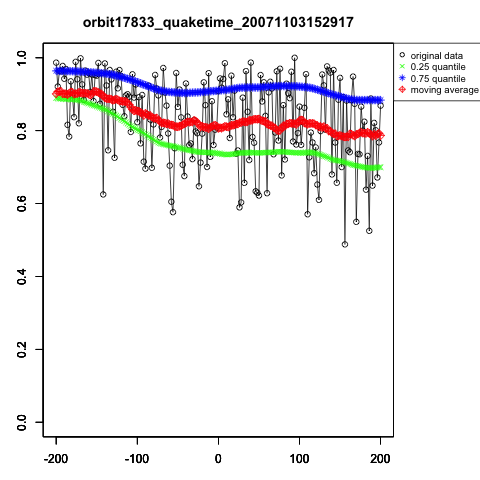 orbit17833_quaketime_20071103152917
original data
0.25 quantile
0.75 quantile
moving average
1.0
0.8
0.6
0.4
0.2
0.0
-200 -100 0 100 200